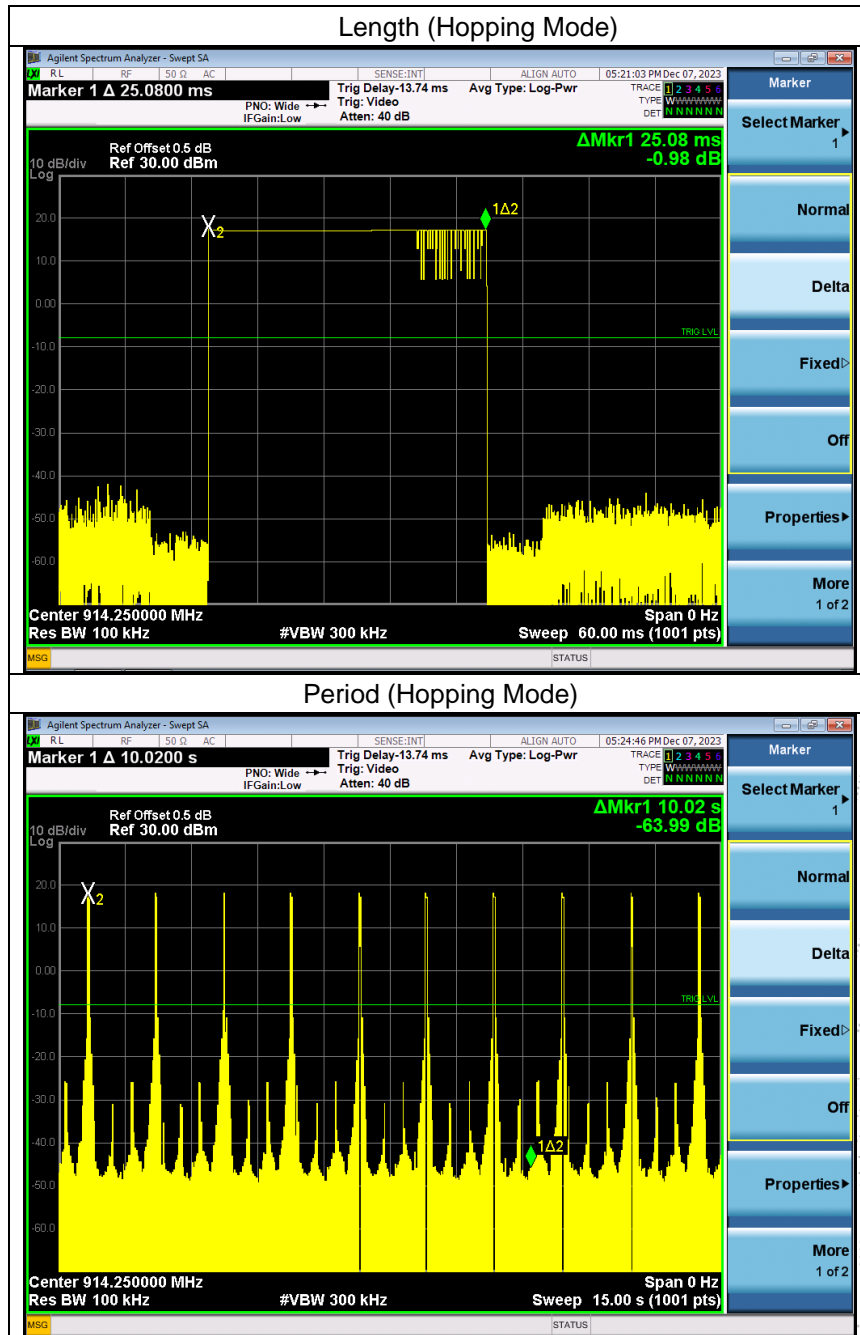 Length (Hopping Mode)
Agilent Spectrum Analyzer - Swept SA
LXI RL RF 50 Ω AC SENSE:INT ALIGN AUTO 05:21:03 PM Dec 07, 2023
Marker 1 Δ 25.0800 ms
PNO: Wide
IFGain:Low
Trig Delay-13.74 ms
Trig: Video
Atten: 40 dB
Avg Type: Log-Pwr
TRACE 1 2 3 4 5 6
TYPE WWWWWW
DET N N N N N N
ΔMkr1 25.08 ms
-0.98 dB
Ref Offset 0.5 dB
10 dB/div Ref 30.00 dBm
Log
20.0
10.0
0.00
-10.0
-20.0
-30.0
-40.0
-50.0
-60.0
X2
1Δ2
TRIG LVL
Center 914.250000 MHz Span 0 Hz
Res BW 100 kHz #VBW 300 kHz Sweep 60.00 ms (1001 pts)
MSG STATUS
Marker
Select Marker
1
Normal
Delta
Fixed
Off
Properties
More
1 of 2
Period (Hopping Mode)
Agilent Spectrum Analyzer - Swept SA
LXI RL RF 50 Ω AC SENSE:INT ALIGN AUTO 05:24:46 PM Dec 07, 2023
Marker 1 Δ 10.0200 s
PNO: Wide
IFGain:Low
Trig Delay-13.74 ms
Trig: Video
Atten: 40 dB
Avg Type: Log-Pwr
TRACE 1 2 3 4 5 6
TYPE WWWWWW
DET N N N N N N
ΔMkr1 10.02 s
-63.99 dB
Ref Offset 0.5 dB
10 dB/div Ref 30.00 dBm
Log
20.0
10.0
0.00
-10.0
-20.0
-30.0
-40.0
-50.0
-60.0
X2
1Δ2
TRIG LVL
Center 914.250000 MHz Span 0 Hz
Res BW 100 kHz #VBW 300 kHz Sweep 15.00 s (1001 pts)
MSG STATUS
Marker
Select Marker
1
Normal
Delta
Fixed
Off
Properties
More
1 of 2